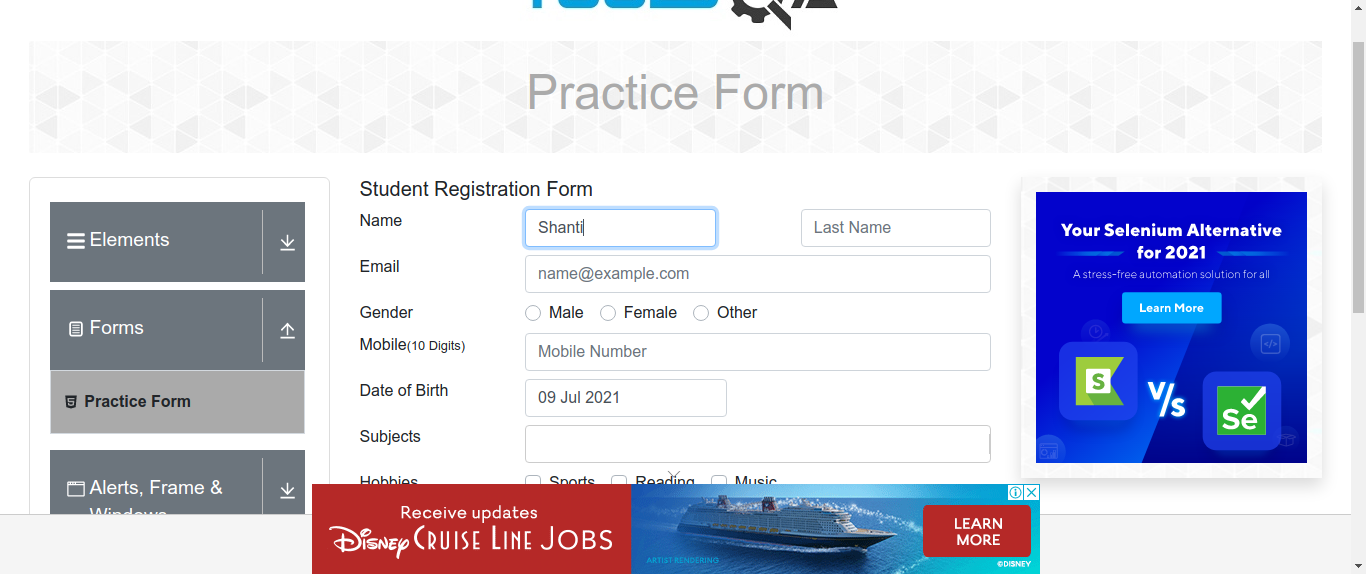 Practice Form
Elements
Forms
Practice Form
Alerts, Frame &
Windows
Student Registration Form
Name
Shanti
Last Name
Email
name@example.com
Gender
Male
Female
Other
Mobile(10 Digits)
Mobile Number
Date of Birth
09 Jul 2021
Subjects
Hobbies
Sports
Reading
Music
Your Selenium Alternative
for 2021
A stress-free automation solution for all
Learn More
S
V/s
Se
Receive updates
DISNEY CRUISE LINE JOBS
ARTIST RENDERING
LEARN
MORE
©DISNEY